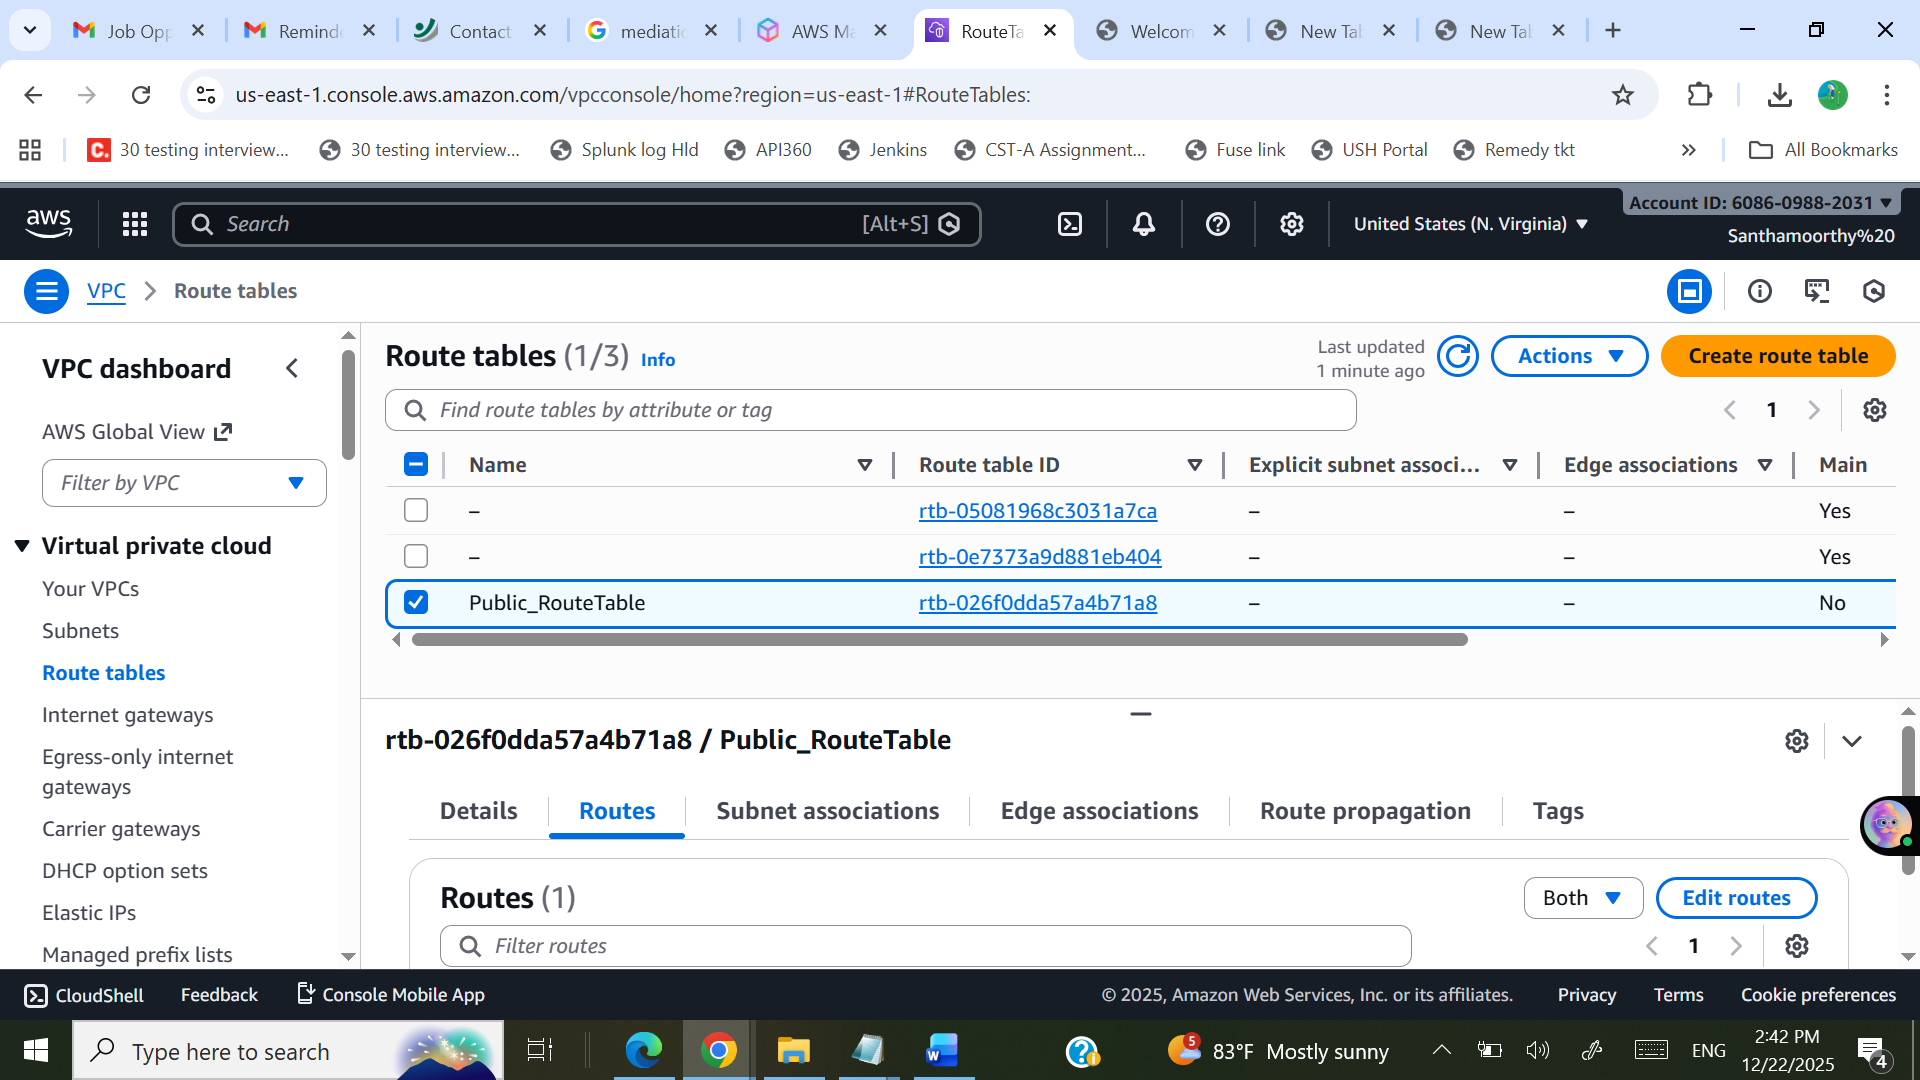 Job Opp
Reminde
Contact
mediatio
AWS Ma
RouteTa
Welcom
New Tab
New Tab
us-east-1.console.aws.amazon.com/vpcconsole/home?region=us-east-1#RouteTables:
30 testing interview...
30 testing interview...
Splunk log Hld
API360
Jenkins
CST-A Assignment...
Fuse link
USH Portal
Remedy tkt
All Bookmarks
aws
Search
[Alt+S]
United States (N. Virginia)
Account ID: 6086-0988-2031
Santhamoorthy%20
VPC
Route tables
VPC dashboard
AWS Global View
Filter by VPC
Virtual private cloud
Your VPCs
Subnets
Route tables
Internet gateways
Egress-only internet
gateways
Carrier gateways
DHCP option sets
Elastic IPs
Managed prefix lists
Route tables (1/3) Info
Last updated
1 minute ago
Actions
Create route table
Find route tables by attribute or tag
1
Name Route table ID Explicit subnet associ... Edge associations Main
– rtb-05081968c3031a7ca – – Yes
– rtb-0e7373a9d881eb404 – – Yes
Public_RouteTable rtb-026f0dda57a4b71a8 – – No
rtb-026f0dda57a4b71a8 / Public_RouteTable
Details
Routes
Subnet associations
Edge associations
Route propagation
Tags
Routes (1)
Both
Edit routes
Filter routes
1
CloudShell
Feedback
Console Mobile App
© 2025, Amazon Web Services, Inc. or its affiliates.
Privacy
Terms
Cookie preferences
Type here to search
5
83°F Mostly sunny
ENG
2:42 PM
12/22/2025
4